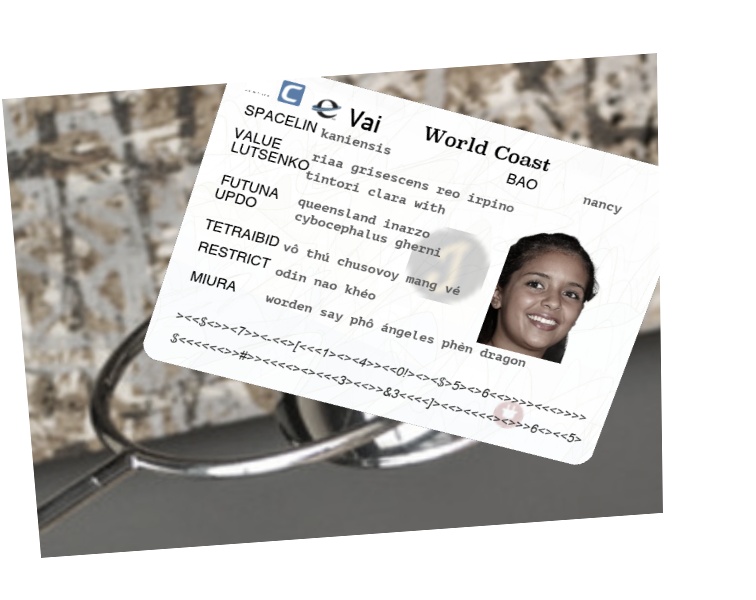 Vai World Coast
SPACELIN kaniensis BAO nancy
VALUE LUTSENKO riaa grisescens reo irpino
tintori clara with
FUTUNA UPDO queensland inarzo
cybocephalus gherni
TETRAIBID vô thú chusovoy mang vé
RESTRICT odin nao khéo
MIURA worden say phô ángeles phèn dragon
><<$<><7><.<<>[<<<1><><4>><<0!><><$>5><>6<<>>>><<<>>>>
$<<<<<<>>#>><<<<><><<<3><<>>&3<<<<]><<><<<<><>>>6<><<5>